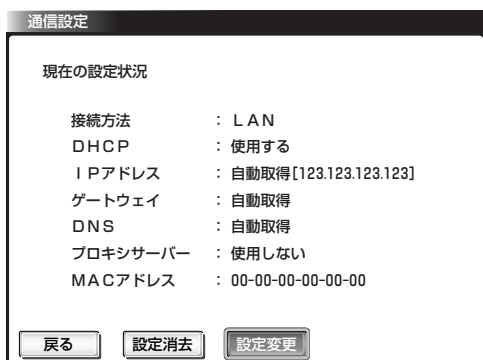 通信設定
現在の設定状況
接続方法 : LAN
DHCP : 使用する
IPアドレス : 自動取得[123.123.123.123]
ゲートウェイ : 自動取得
DNS : 自動取得
プロキシサーバー : 使用しない
MACアドレス : 00-00-00-00-00-00
戻る 設定消去 設定変更